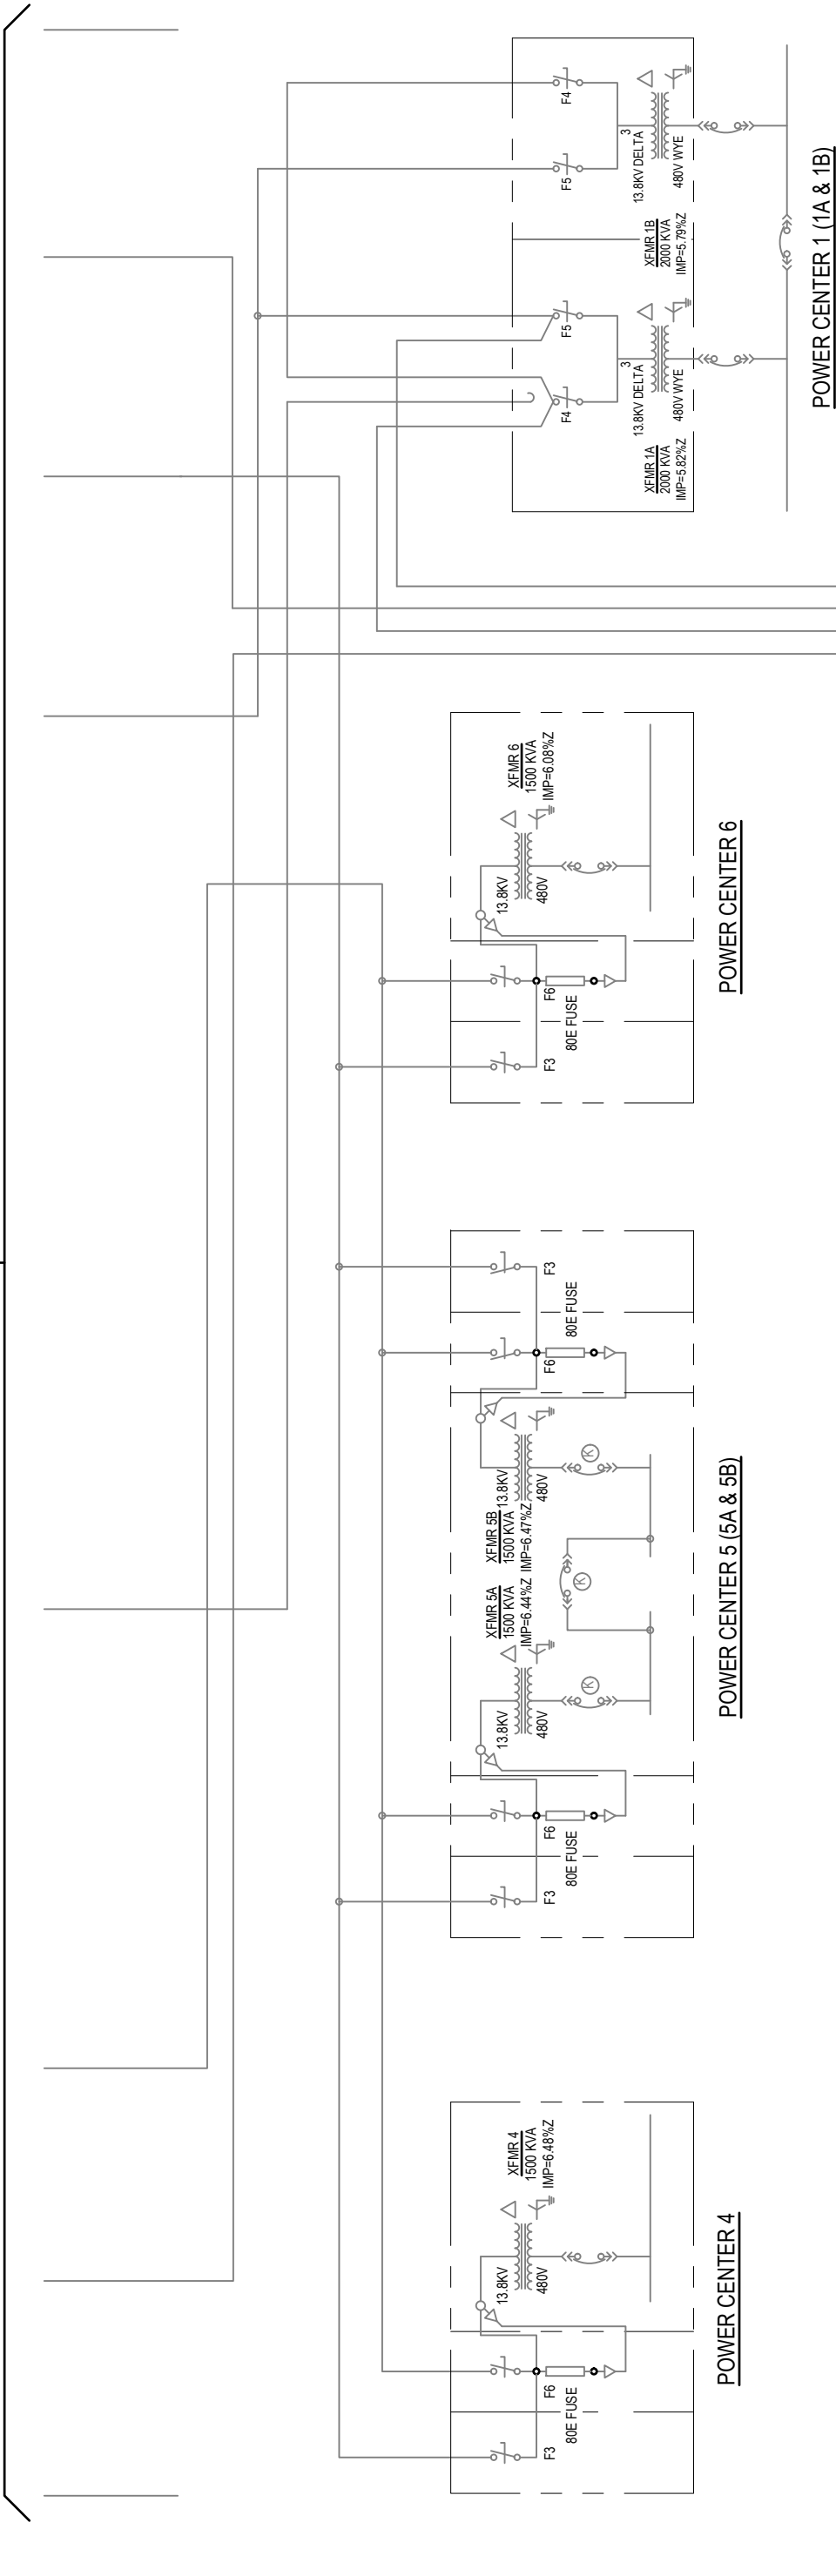 POWER CENTER 4
XFMR 4
1500 KVA
IMP=6.48%Z
13.8KV
480V
F3
F6
80E FUSE
POWER CENTER 5 (5A & 5B)
F3
F6
80E FUSE
13.8KV
480V
XFMR 5A
1500 KVA
IMP=6.44%Z
K
K
XFMR 5B
1500 KVA
IMP=6.47%Z
13.8KV
480V
K
F6
80E FUSE
F3
POWER CENTER 6
F3
F6
80E FUSE
13.8KV
480V
XFMR 6
1500 KVA
IMP=6.08%Z
POWER CENTER 1 (1A & 1B)
XFMR 1A
2000 KVA
IMP=5.82%Z
F4
F5
3
13.8KV DELTA
480V WYE
XFMR 1B
2000 KVA
IMP=5.79%Z
F5
F4
3
13.8KV DELTA
480V WYE